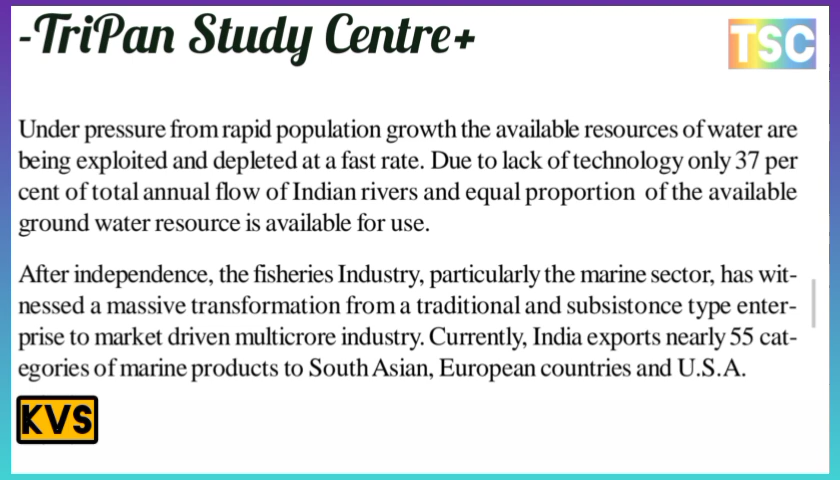 -TriPan Study Centre+
TSC
Under pressure from rapid population growth the available resources of water are
being exploited and depleted at a fast rate. Due to lack of technology only 37 per
cent of total annual flow of Indian rivers and equal proportion of the available
ground water resource is available for use.
After independence, the fisheries Industry, particularly the marine sector, has wit-
nessed a massive transformation from a traditional and subsistonce type enter-
prise to market driven multicrore industry. Currently, India exports nearly 55 cat-
egories of marine products to South Asian, European countries and U.S.A.
KVS